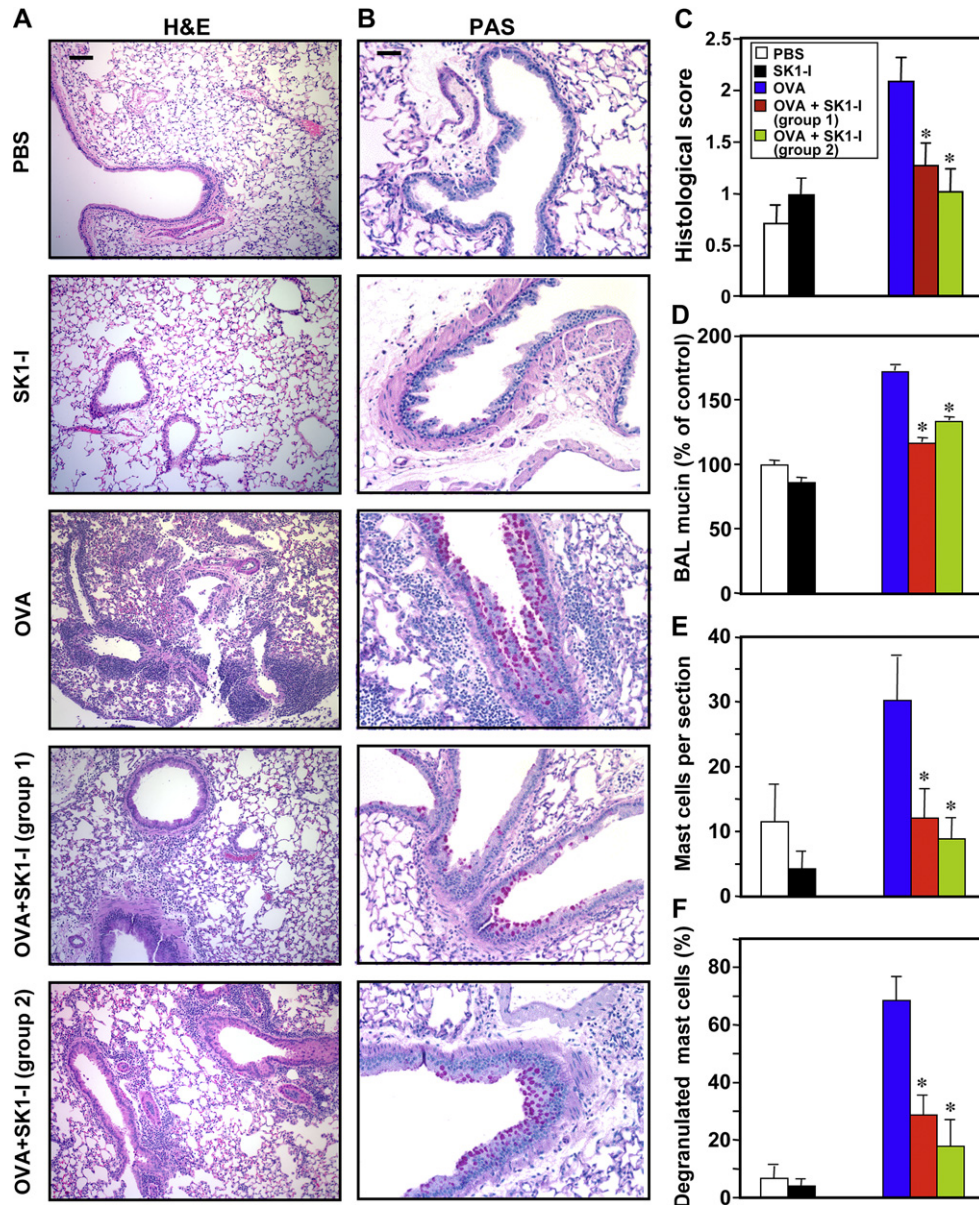 A
H&E
B
PAS
PBS
SK1-I
OVA
OVA+SK1-I (group 1)
OVA+SK1-I (group 2)
C
Histological score
2.5
2
1.5
1
0.5
0
PBS
SK1-I
OVA
OVA + SK1-I
(group 1)
OVA + SK1-I
(group 2)
*
*
D
BAL mucin (% of control)
200
150
100
50
0
*
*
E
Mast cells per section
40
30
20
10
0
*
*
F
Degranulated mast cells (%)
80
60
40
20
0
*
*